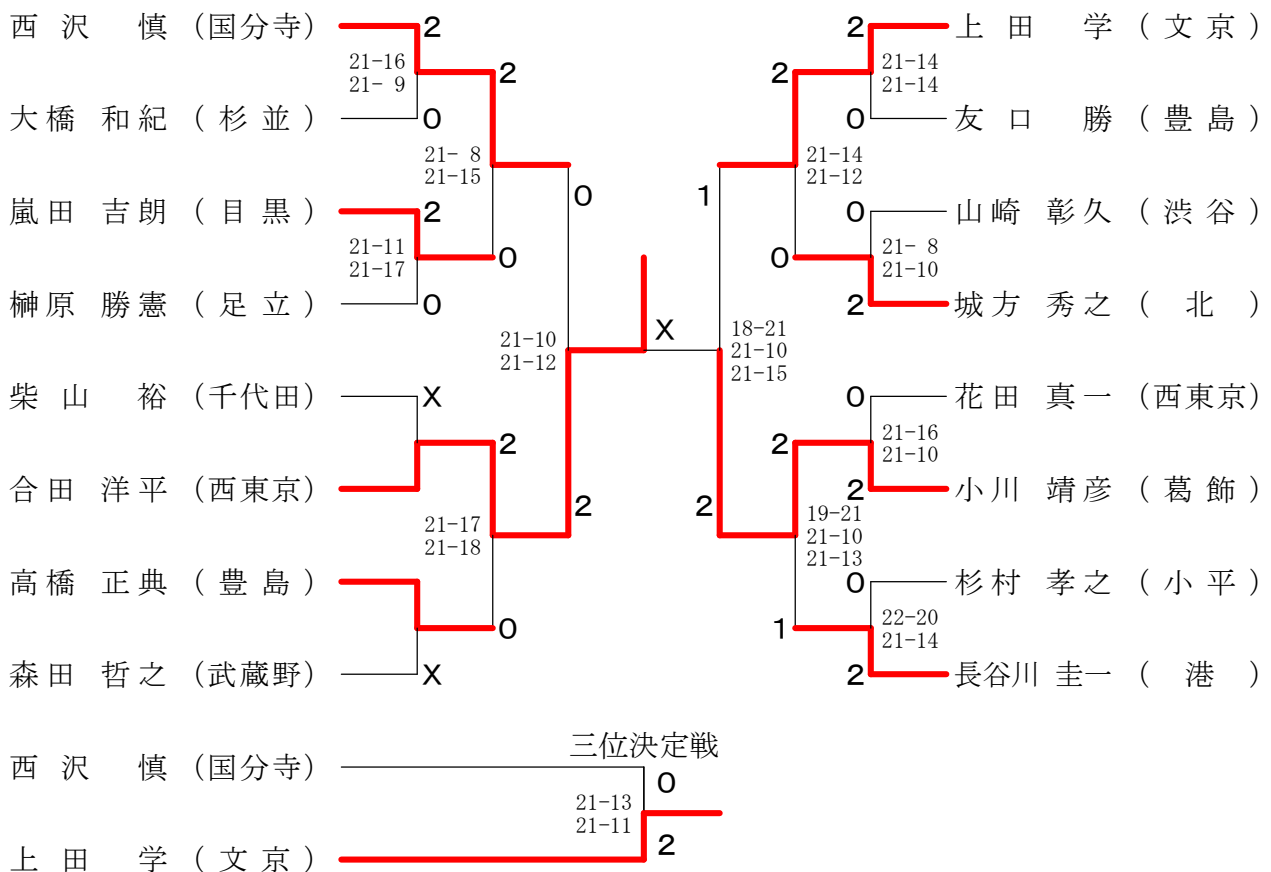 西沢 慎 (国分寺) 2 2 上田 学 (文京)
21-16 2 2 21-14
21- 9 21-14
大橋 和紀 (杉並) 0 0 友口 勝 (豊島)
21- 8 21-14
21-15 21-12
0 1
嵐田 吉朗 (目黒) 2 0 山崎 彰久 (渋谷)
21-11 21- 8
21-17 0 0 21-10
榊原 勝憲 (足立) 0 2 城方 秀之 (北)
21-10 X 18-21
21-12 21-10
21-15
柴山 裕 (千代田) X 0 花田 真一 (西東京)
2 2 21-16
21-10
合田 洋平 (西東京) 2 小川 靖彦 (葛飾)
2 2
21-17 19-21
21-18 21-10
21-13
高橋 正典 (豊島) 0 杉村 孝之 (小平)
0 1 22-20
21-14
森田 哲之 (武蔵野) X 2 長谷川 圭一 (港)
三位決定戦
西沢 慎 (国分寺) 0
21-13
21-11
上田 学 (文京) 2